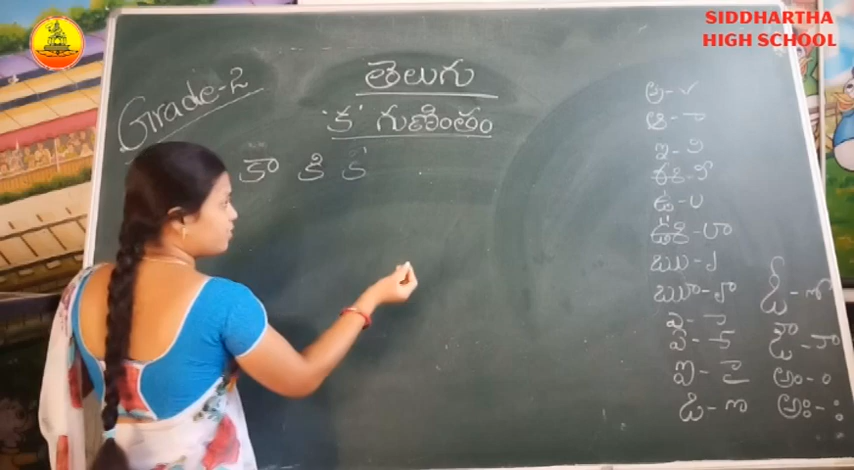 SIDDHARTHA
HIGH SCHOOL
Grade-2
తెలుగు
'క' గుణింతం
కా కి క
అ - ✓
ఆ - ా
ఇ - ి
ఈ - ీ
ఉ - ు
ఊ - ూ
ఋ - ృ
ౠ - ౄ
ఎ - ె
ఏ - ే
ఐ - ై
ఒ - ొ
ఓ - ో
ఔ - ౌ
అం - ం
అః - ః